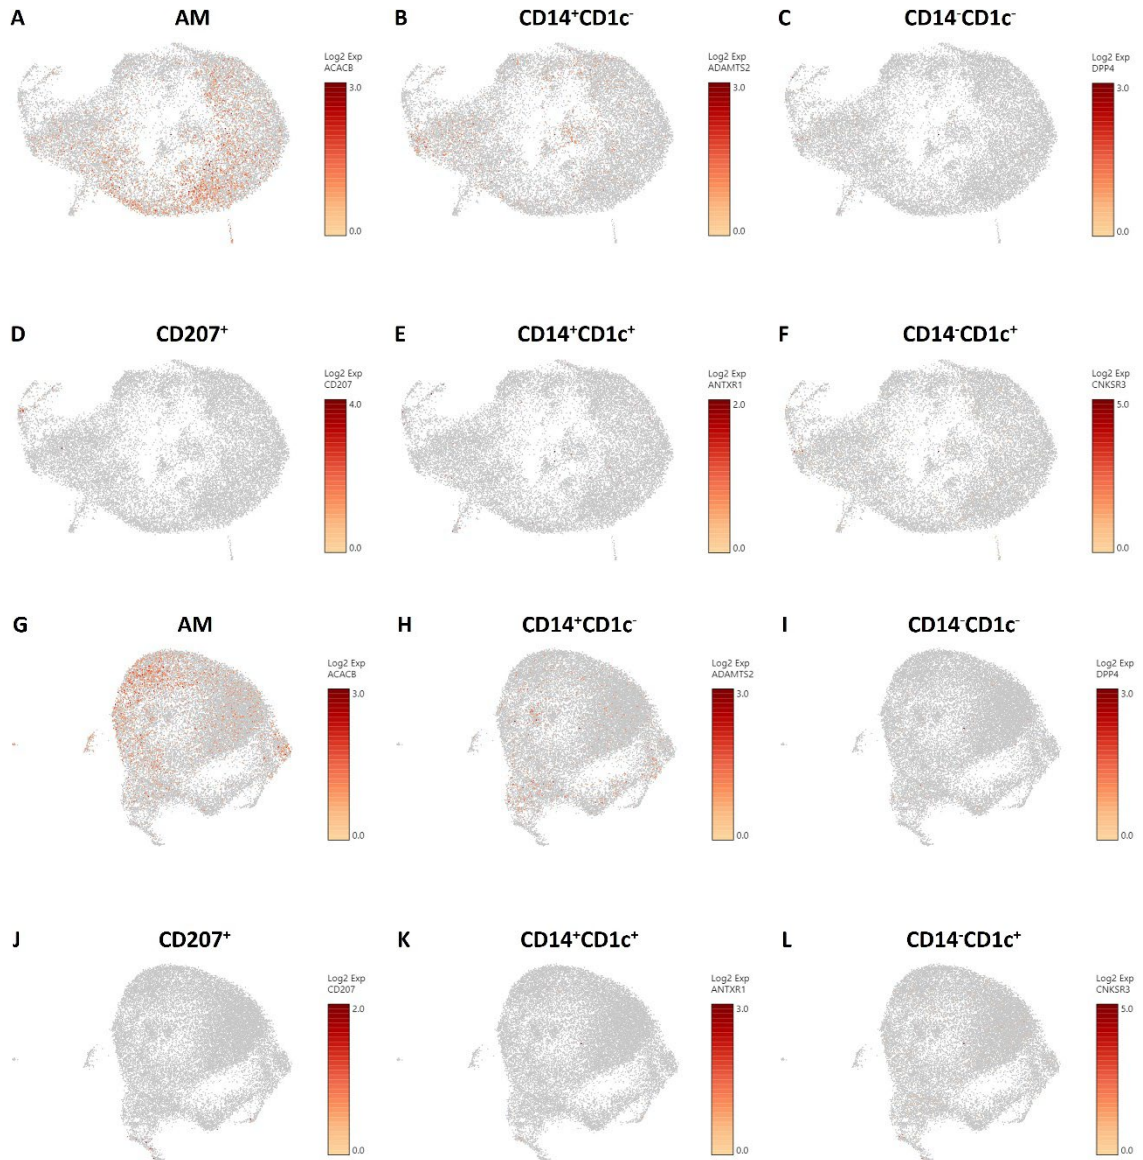 A AM B CD14⁺CD1c⁻ C CD14⁻CD1c⁻
Log2 Exp
ACACB
3.0
0.0
Log2 Exp
ADAMTS2
3.0
0.0
Log2 Exp
DPP4
3.0
0.0
D CD207⁺ E CD14⁺CD1c⁺ F CD14⁻CD1c⁺
Log2 Exp
CD207
4.0
0.0
Log2 Exp
ANTXR1
2.0
0.0
Log2 Exp
CNKSR3
5.0
0.0
G AM H CD14⁺CD1c⁻ I CD14⁻CD1c⁻
Log2 Exp
ACACB
3.0
0.0
Log2 Exp
ADAMTS2
3.0
0.0
Log2 Exp
DPP4
3.0
0.0
J CD207⁺ K CD14⁺CD1c⁺ L CD14⁻CD1c⁺
Log2 Exp
CD207
2.0
0.0
Log2 Exp
ANTXR1
3.0
0.0
Log2 Exp
CNKSR3
5.0
0.0